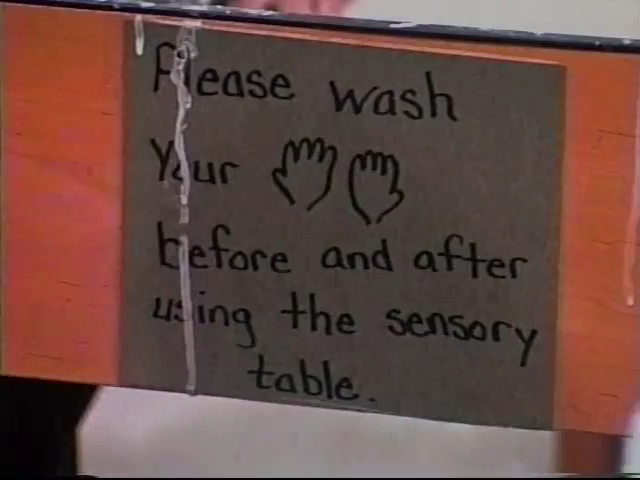 Please wash
Your
before and after
using the sensory
table.